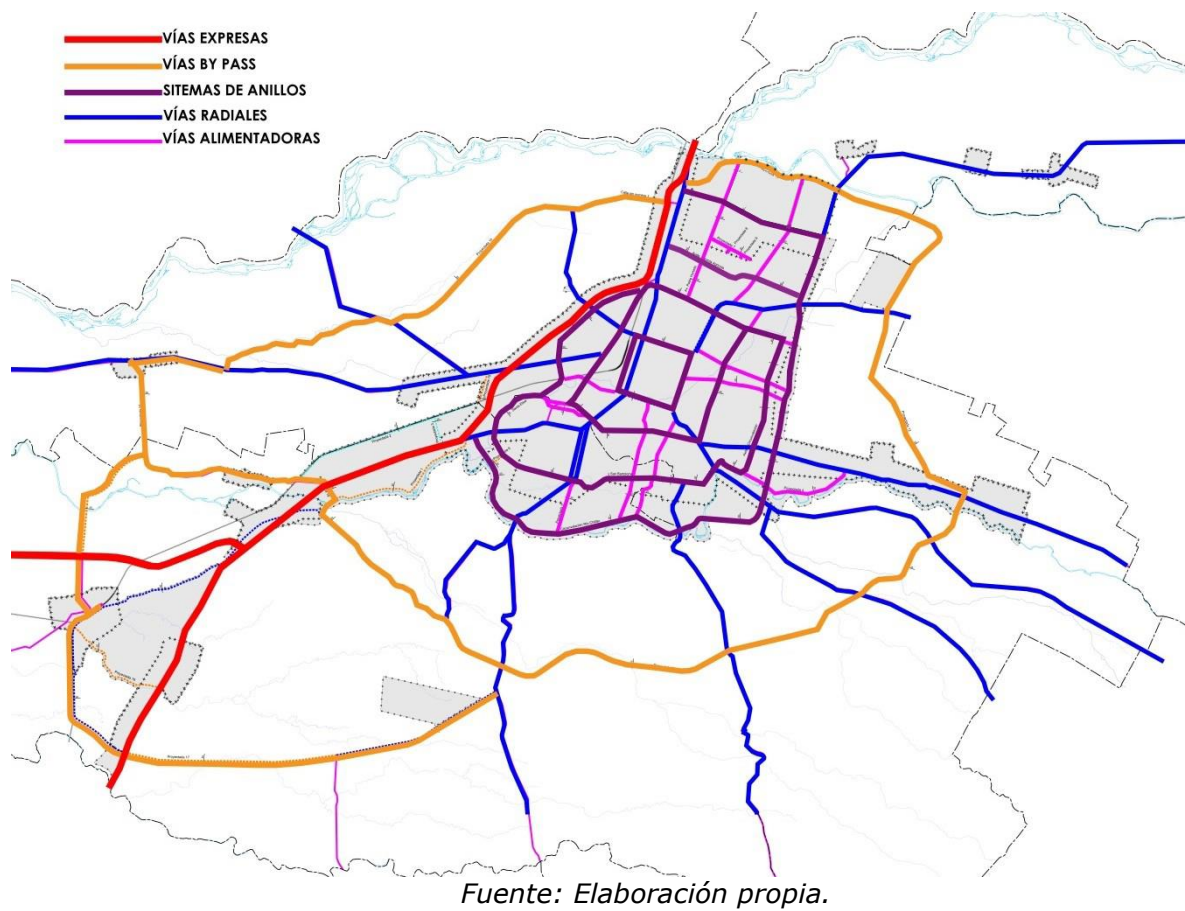 VÍAS EXPRESAS
VÍAS BY PASS
SITEMAS DE ANILLOS
VÍAS RADIALES
VÍAS ALIMENTADORAS
Fuente: Elaboración propia.